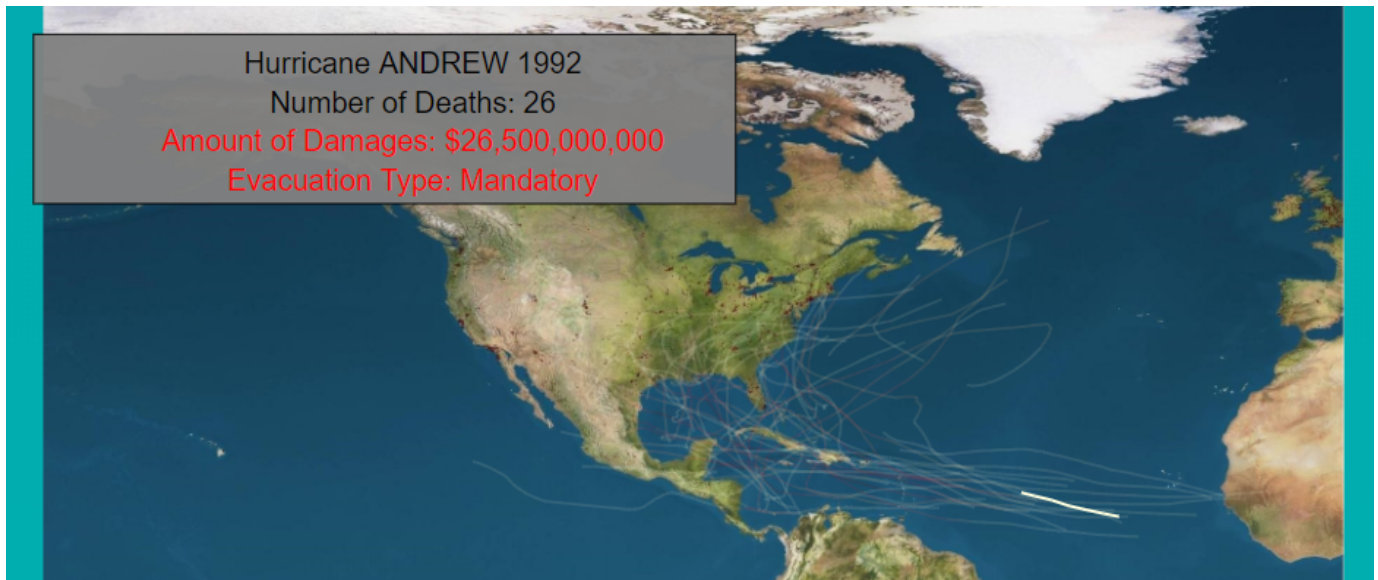 Hurricane ANDREW 1992
Number of Deaths: 26
Amount of Damages: $26,500,000,000
Evacuation Type: Mandatory